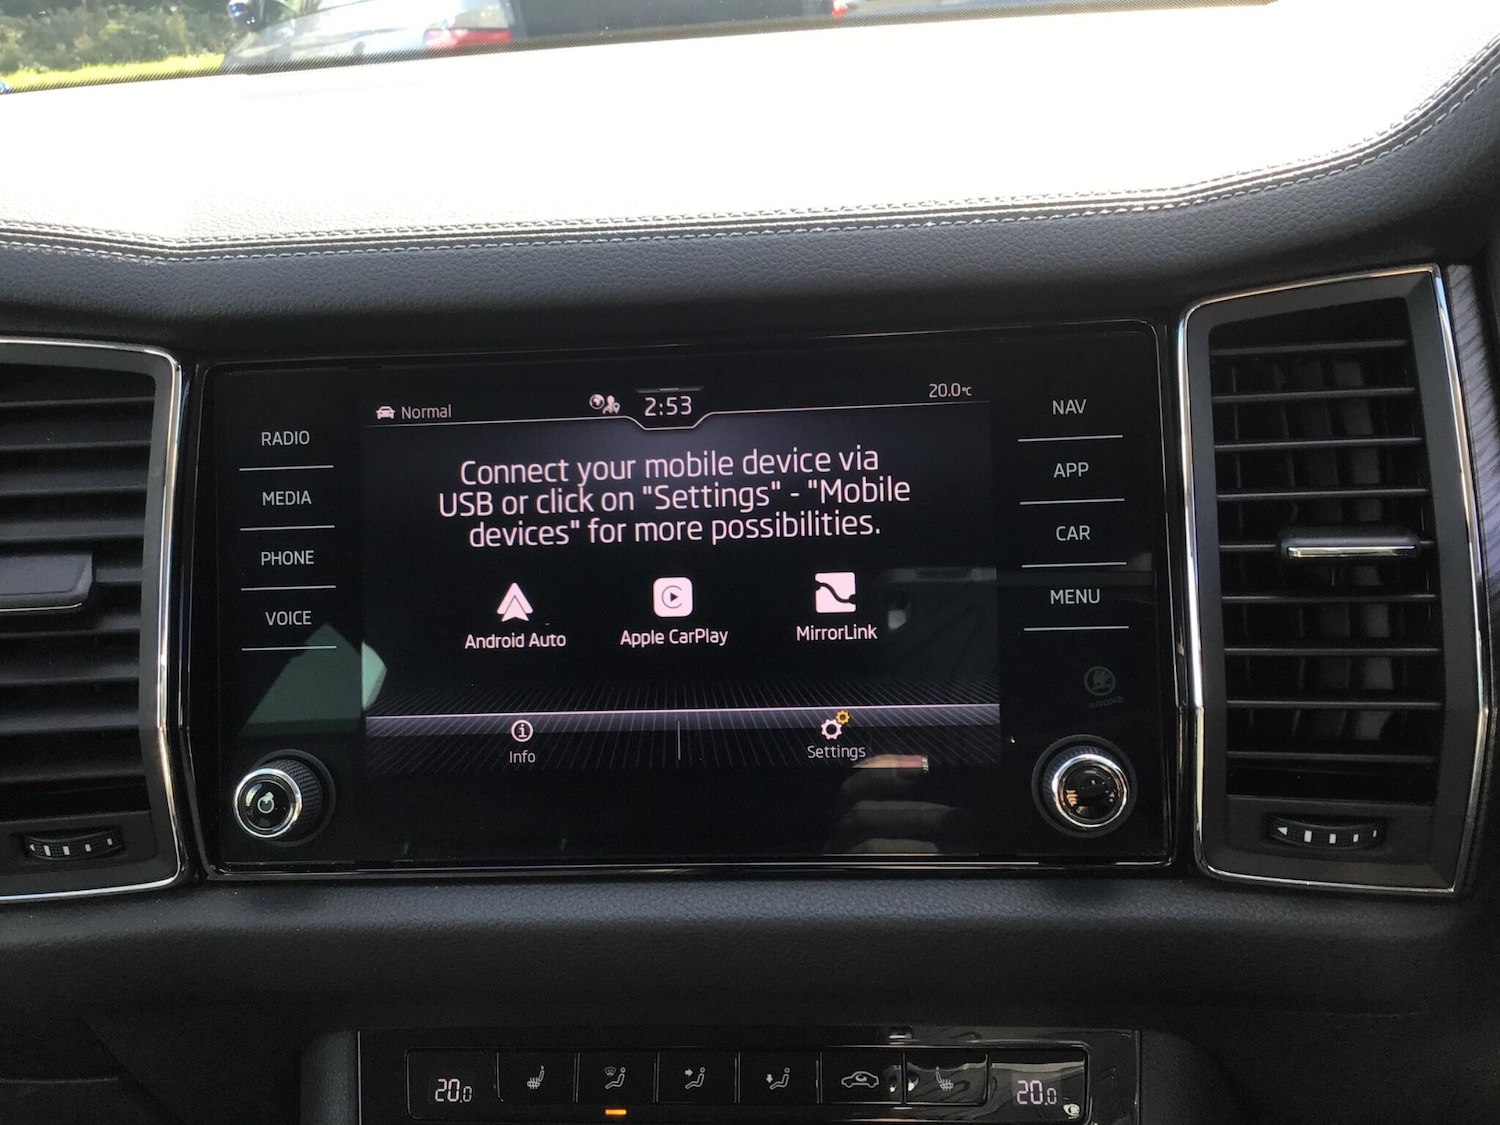 Normal
2:53
20.0°C
RADIO
MEDIA
PHONE
VOICE
Connect your mobile device via
USB or click on "Settings" - "Mobile
devices" for more possibilities.
Android Auto
Apple CarPlay
MirrorLink
Info
Settings
NAV
APP
CAR
MENU
20.0
20.0